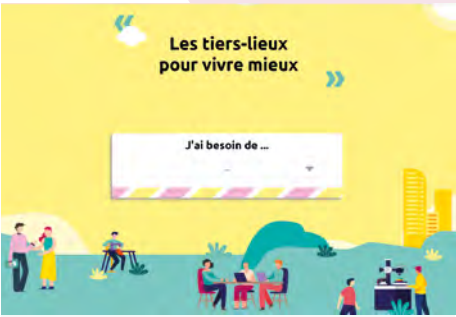 Les tiers-lieux
pour vivre mieux
J'ai besoin de ...
...